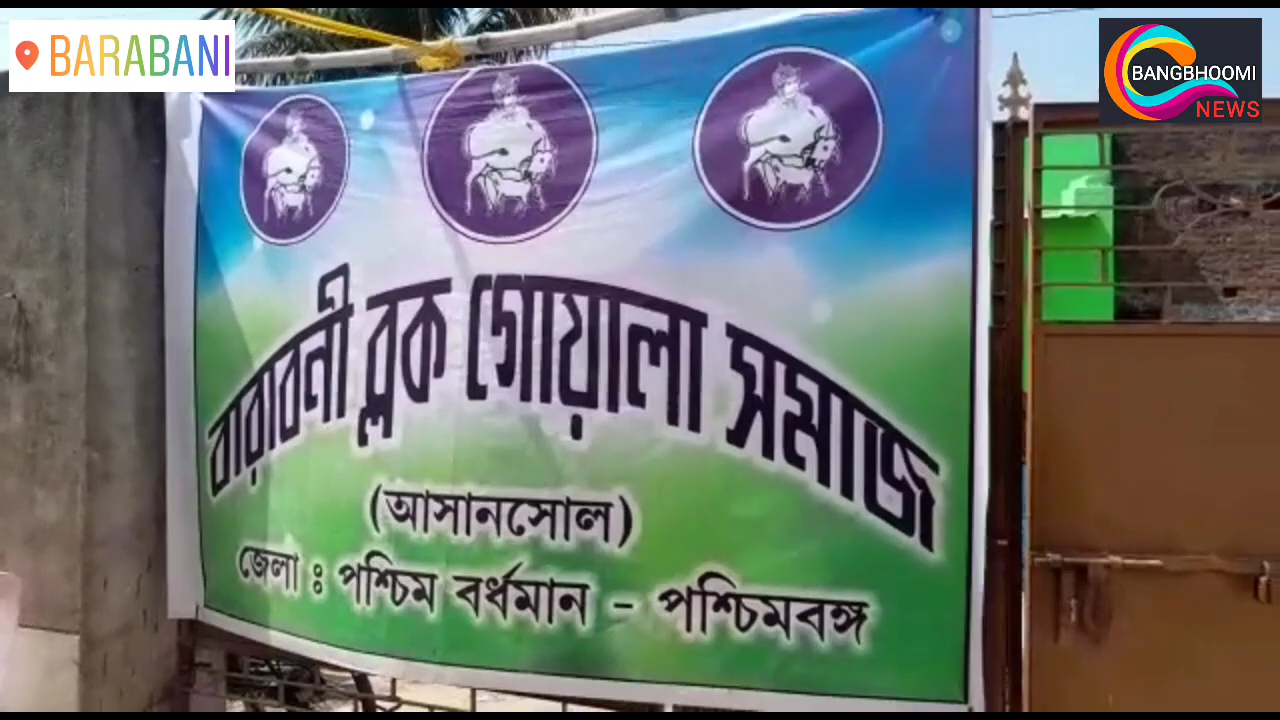 BARABANI
BANGBHOOMI
NEWS
বারাবনী ব্লক গোয়ালা সমাজ
(আসানসোল)
জেলা ঃ পশ্চিম বর্ধমান - পশ্চিমবঙ্গ